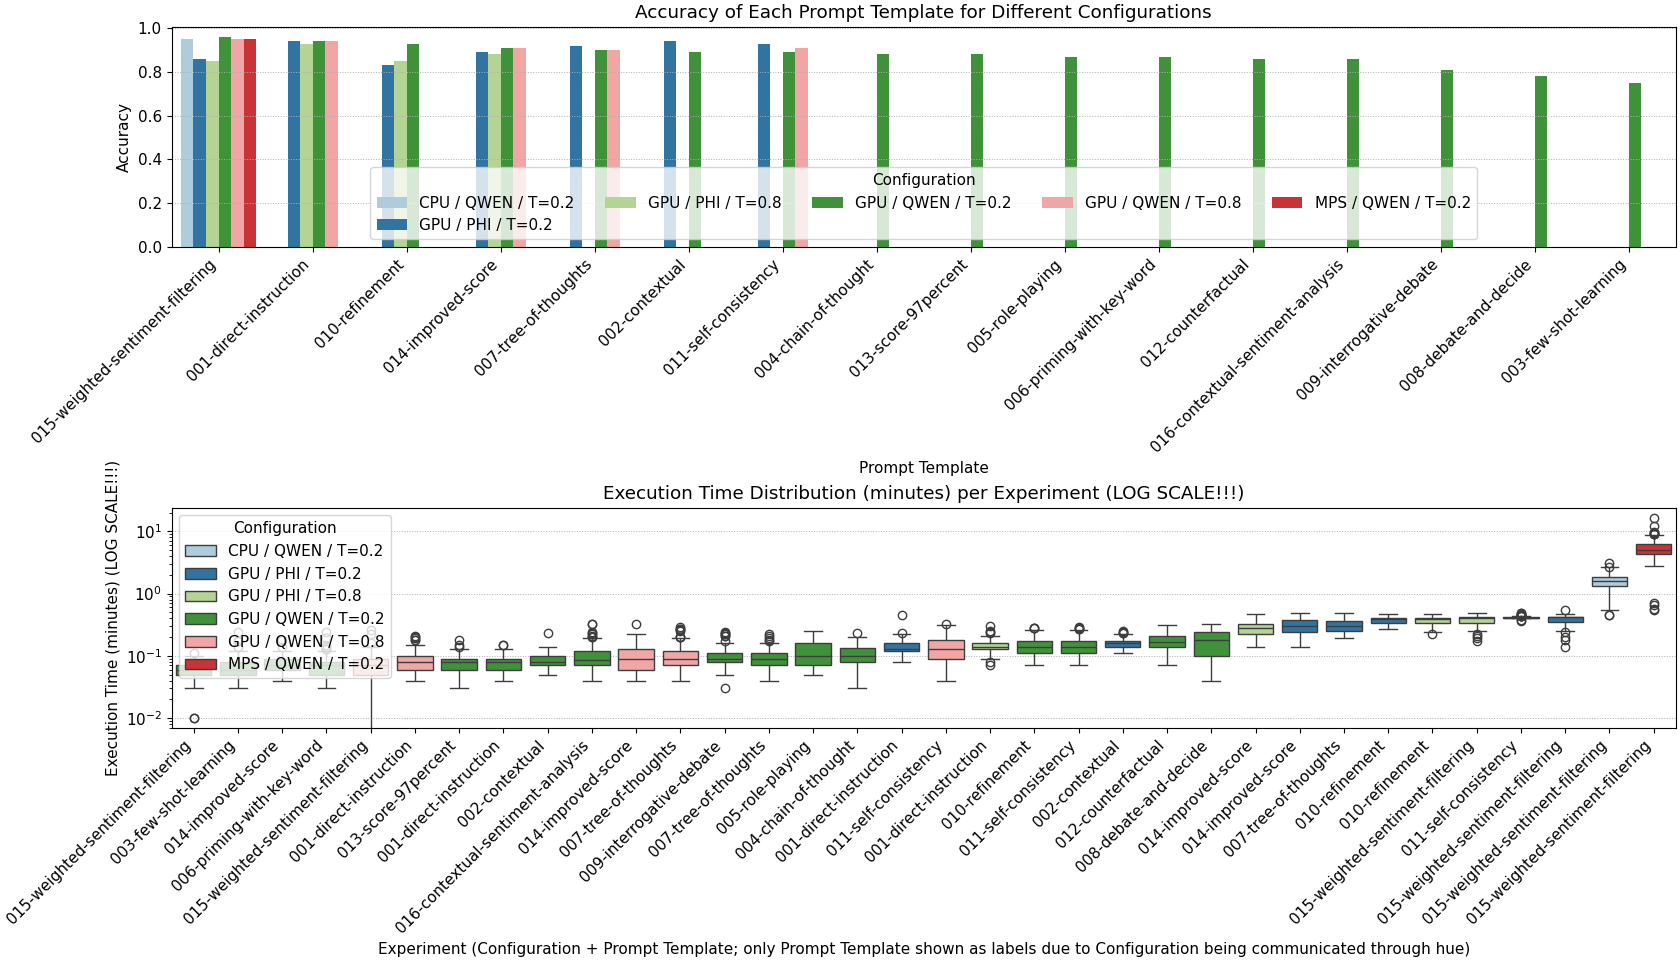 Accuracy of Each Prompt Template for Different Configurations
Accuracy
1.0
0.8
0.6
0.4
0.2
0.0
Configuration
CPU / QWEN / T=0.2
GPU / PHI / T=0.8
GPU / QWEN / T=0.2
GPU / QWEN / T=0.8
MPS / QWEN / T=0.2
GPU / PHI / T=0.2
015-weighted-sentiment-filtering
001-direct-instruction
010-refinement
014-improved-score
007-tree-of-thoughts
002-contextual
011-self-consistency
004-chain-of-thought
013-score-97percent
005-role-playing
006-priming-with-key-word
012-counterfactual
016-contextual-sentiment-analysis
009-interrogative-debate
008-debate-and-decide
003-few-shot-learning
Prompt Template
Execution Time Distribution (minutes) per Experiment (LOG SCALE!!!)
Execution Time (minutes) (LOG SCALE!!!)
10¹
10⁰
10⁻¹
10⁻²
Configuration
CPU / QWEN / T=0.2
GPU / PHI / T=0.2
GPU / PHI / T=0.8
GPU / QWEN / T=0.2
GPU / QWEN / T=0.8
MPS / QWEN / T=0.2
015-weighted-sentiment-filtering
003-few-shot-learning
014-improved-score
006-priming-with-key-word
015-weighted-sentiment-filtering
001-direct-instruction
013-score-97percent
001-direct-instruction
002-contextual
016-contextual-sentiment-analysis
014-improved-score
007-tree-of-thoughts
009-interrogative-debate
007-tree-of-thoughts
005-role-playing
004-chain-of-thought
001-direct-instruction
011-self-consistency
001-direct-instruction
010-refinement
011-self-consistency
002-contextual
012-counterfactual
008-debate-and-decide
014-improved-score
014-improved-score
007-tree-of-thoughts
010-refinement
010-refinement
015-weighted-sentiment-filtering
011-self-consistency
015-weighted-sentiment-filtering
015-weighted-sentiment-filtering
015-weighted-sentiment-filtering
Experiment (Configuration + Prompt Template; only Prompt Template shown as labels due to Configuration being communicated through hue)